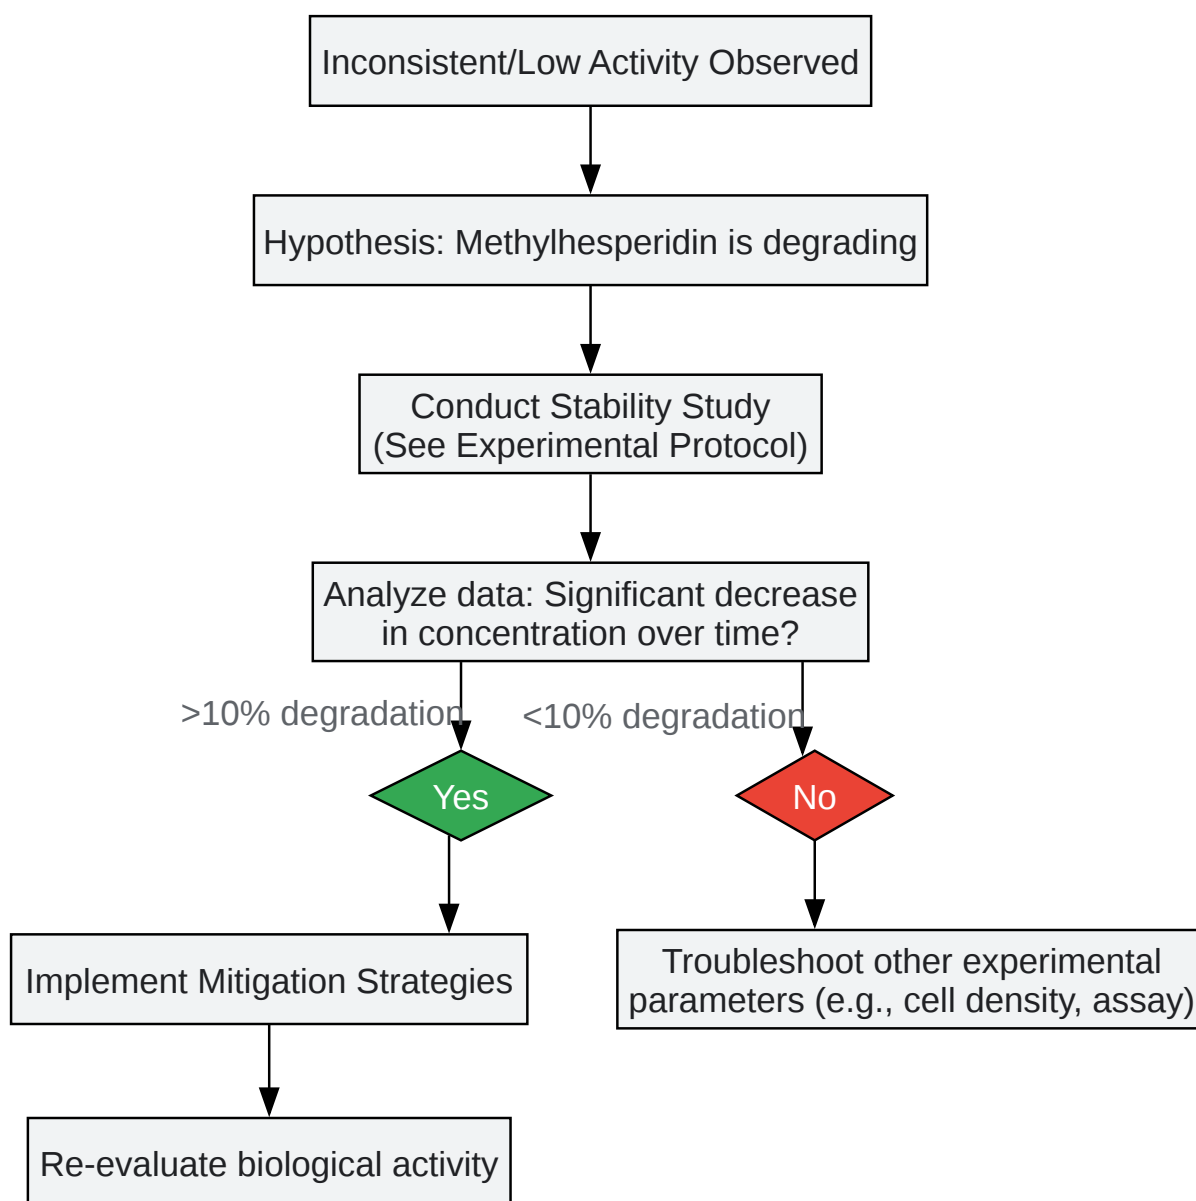 Inconsistent/Low Activity Observed
Hypothesis: Methylhesperidin is degrading
Conduct Stability Study
(See Experimental Protocol)
Analyze data: Significant decrease
in concentration over time?
>10% degradation
<10% degradation
Yes
No
Implement Mitigation Strategies
Troubleshoot other experimental
parameters (e.g., cell density, assay)
Re-evaluate biological activity